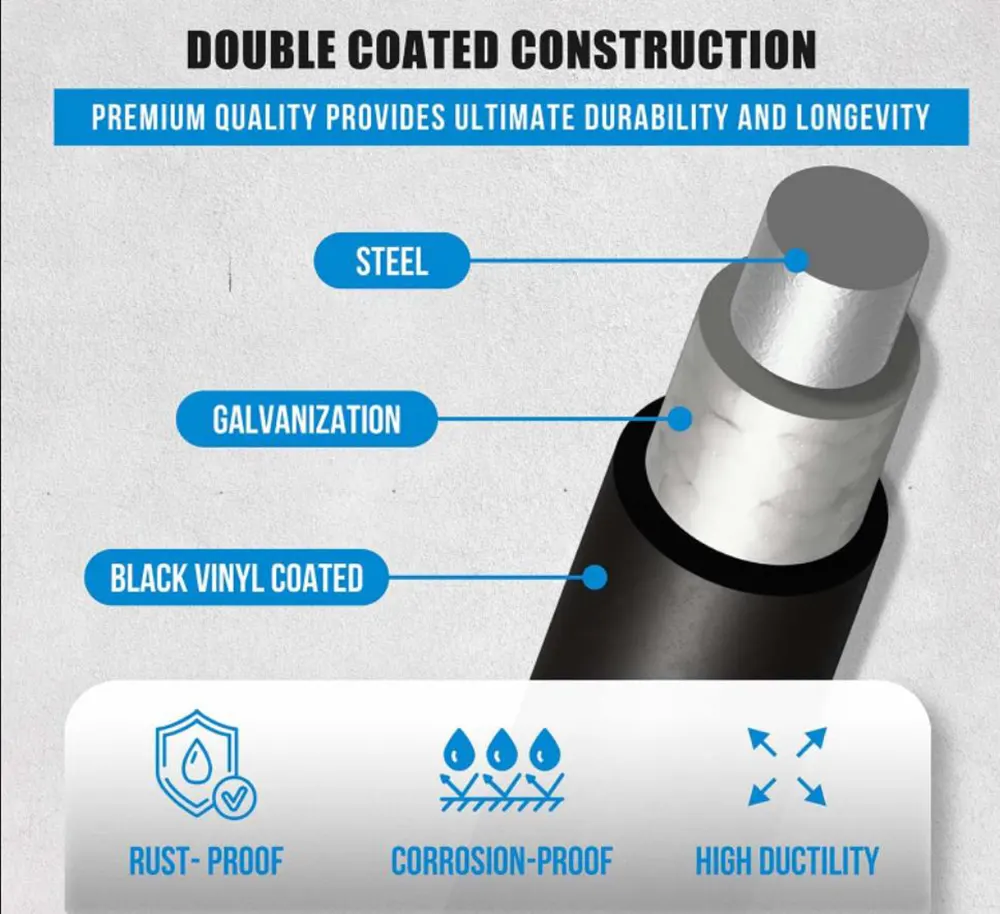 DOUBLE COATED CONSTRUCTION
PREMIUM QUALITY PROVIDES ULTIMATE DURABILITY AND LONGEVITY
STEEL
GALVANIZATION
BLACK VINYL COATED
RUST- PROOF
CORROSION-PROOF
HIGH DUCTILITY